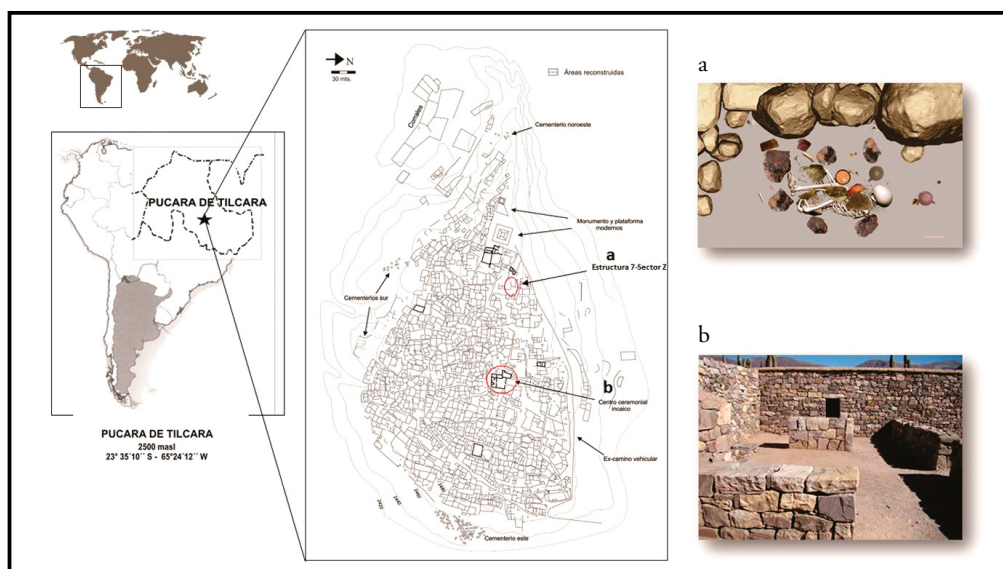 PUCARA DE TILCARA
PUCARA DE TILCARA
2500 masl
23° 35´10´´ S - 65°24´12´´ W
N
30 mts.
Áreas reconstruidas
Corrales
Cementerio noroeste
Monumento y plataforma
modernos
a
Estructura 7-Sector Z
Cementerios sur
b
Centro ceremonial
incaico
Ex-camino vehicular
Cementerio este
a
b